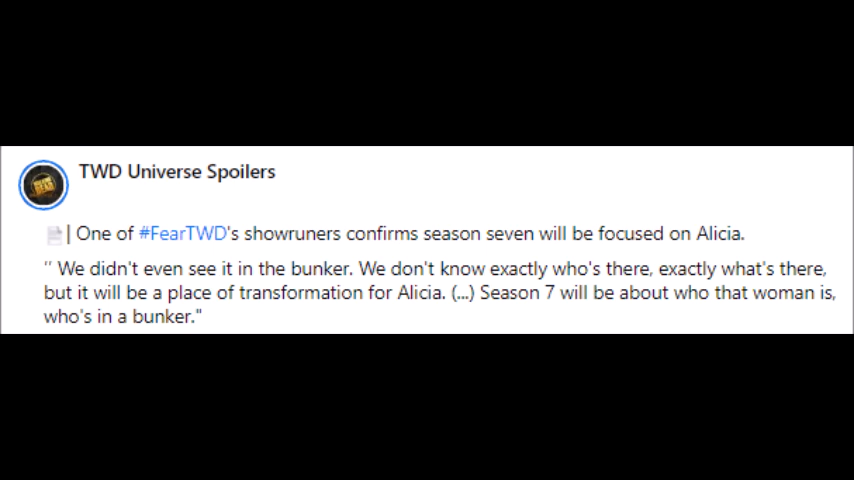 TWD Universe Spoilers
| One of #FearTWD's showruners confirms season seven will be focused on Alicia.
" We didn't even see it in the bunker. We don't know exactly who's there, exactly what's there,
but it will be a place of transformation for Alicia. (...) Season 7 will be about who that woman is,
who's in a bunker."